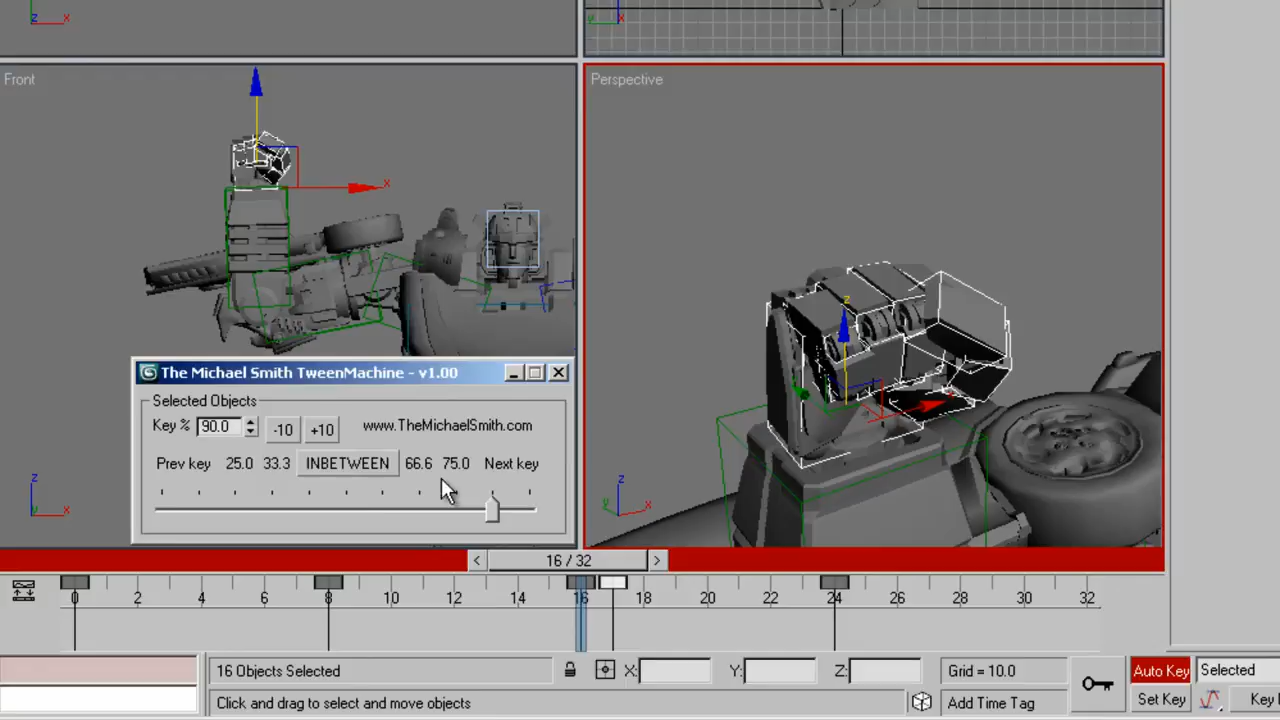 z x
y x
Front
Perspective
z
x
z
The Michael Smith TweenMachine - v1.00
Selected Objects
Key % 90.0 -10 +10 www.TheMichaelSmith.com
Prev key 25.0 33.3 INBETWEEN 66.6 75.0 Next key
z x
z y x
< 16 / 32 >
0 2 4 6 8 10 12 14 16 18 20 22 24 26 28 30 32
16 Objects Selected X: Y: Z: Grid = 10.0 Auto Key Selected
Click and drag to select and move objects Add Time Tag Set Key Key